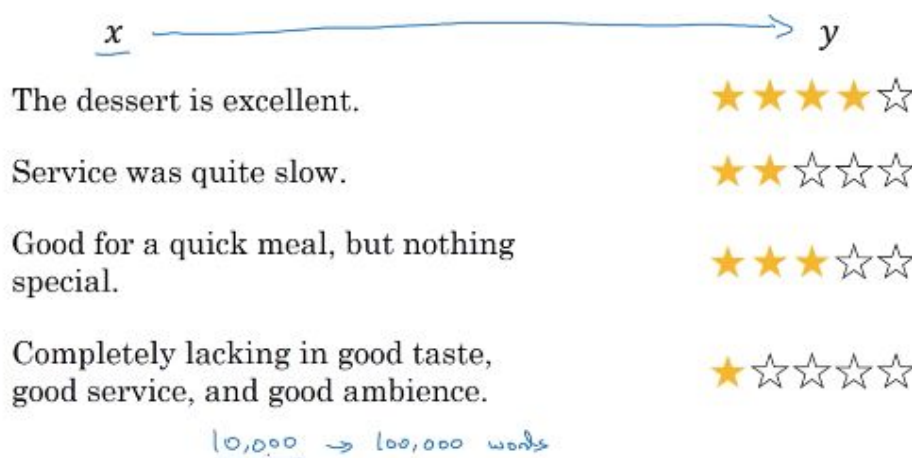 x y
The dessert is excellent.
Service was quite slow.
Good for a quick meal, but nothing
special.
Completely lacking in good taste,
good service, and good ambience.
10,000 → 100,000 words